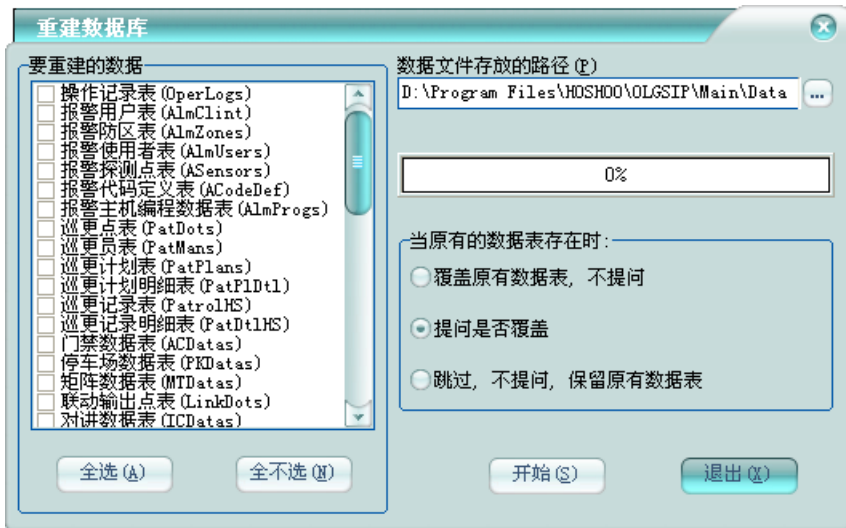 重建数据库
要重建的数据
操作记录表(OperLogs)
报警用户表(AlmClint)
报警防区表(AlmZones)
报警使用者表(AlmUsers)
报警探测点表(ASensors)
报警代码定义表(ACodeDef)
报警主机编程数据表(AlmProgs)
巡更点表(PatDots)
巡更员表(PatMans)
巡更计划表(PatPlans)
巡更计划明细表(PatPlDtl)
巡更记录表(PatrolHS)
巡更记录明细表(PatDtlHS)
门禁数据表(ACDatas)
停车场数据表(PKDatas)
矩阵数据表(MTDatas)
联动输出点表(LinkDots)
对讲数据表(ICDatas)
全选(A)
全不选(N)
数据文件存放的路径(P)
D:\Program Files\HOSHOO\OLGSIP\Main\Data
...
0%
当原有的数据表存在时:
覆盖原有数据表, 不提问
提问是否覆盖
跳过, 不提问, 保留原有数据表
开始(S)
退出(X)